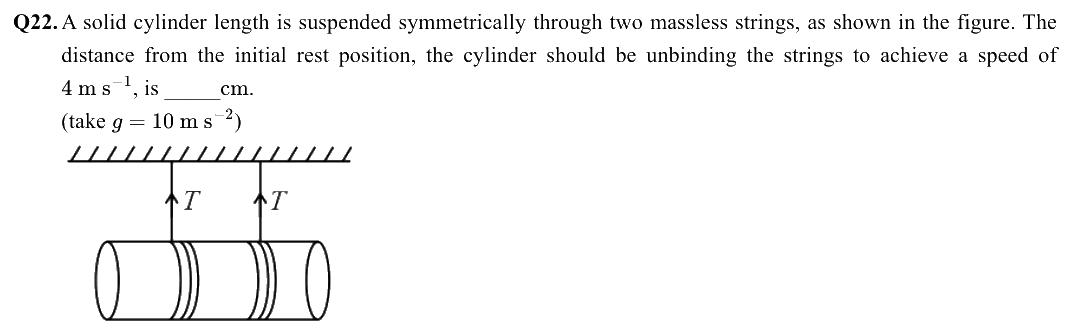 Q22. A solid cylinder length is suspended symmetrically through two massless strings, as shown in the figure. The
distance from the initial rest position, the cylinder should be unbinding the strings to achieve a speed of
4 m s⁻¹, is _____cm.
(take g = 10 m s⁻²)
T T